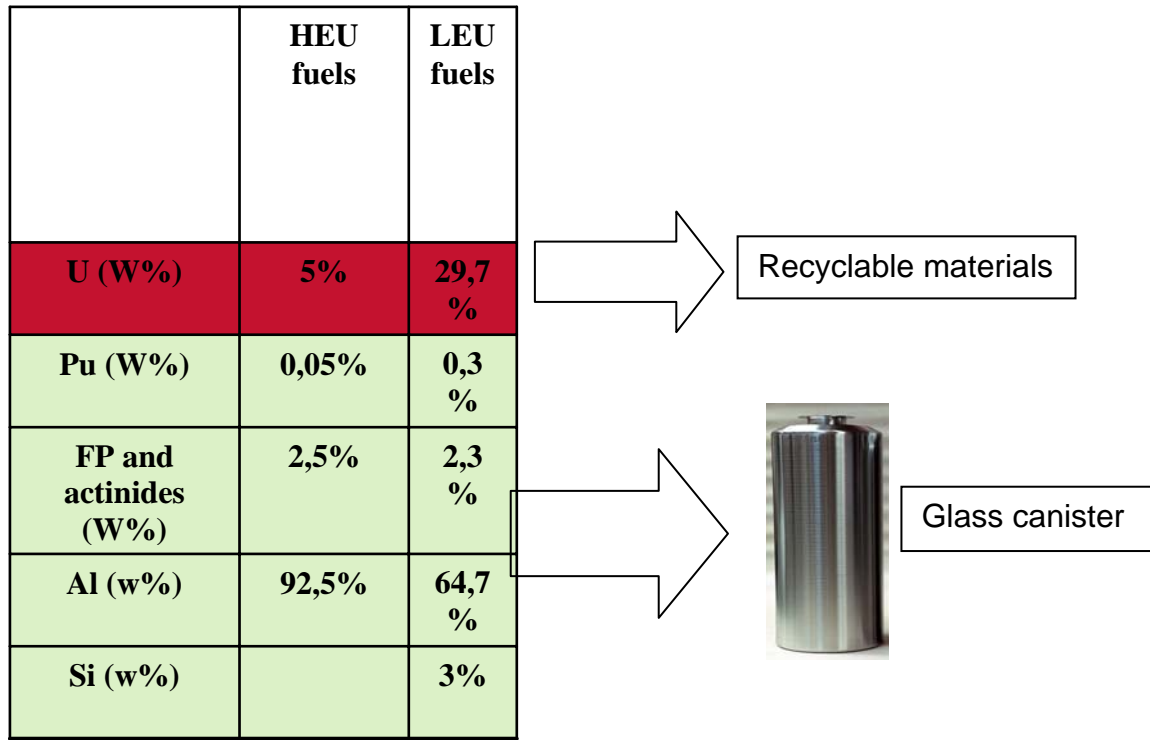 HEU
fuels
LEU
fuels
U (W%)
5%
29,7
%
Pu (W%)
0,05%
0,3
%
FP and
actinides
(W%)
2,5%
2,3
%
Al (w%)
92,5%
64,7
%
Si (w%)
3%
Recyclable materials
Glass canister